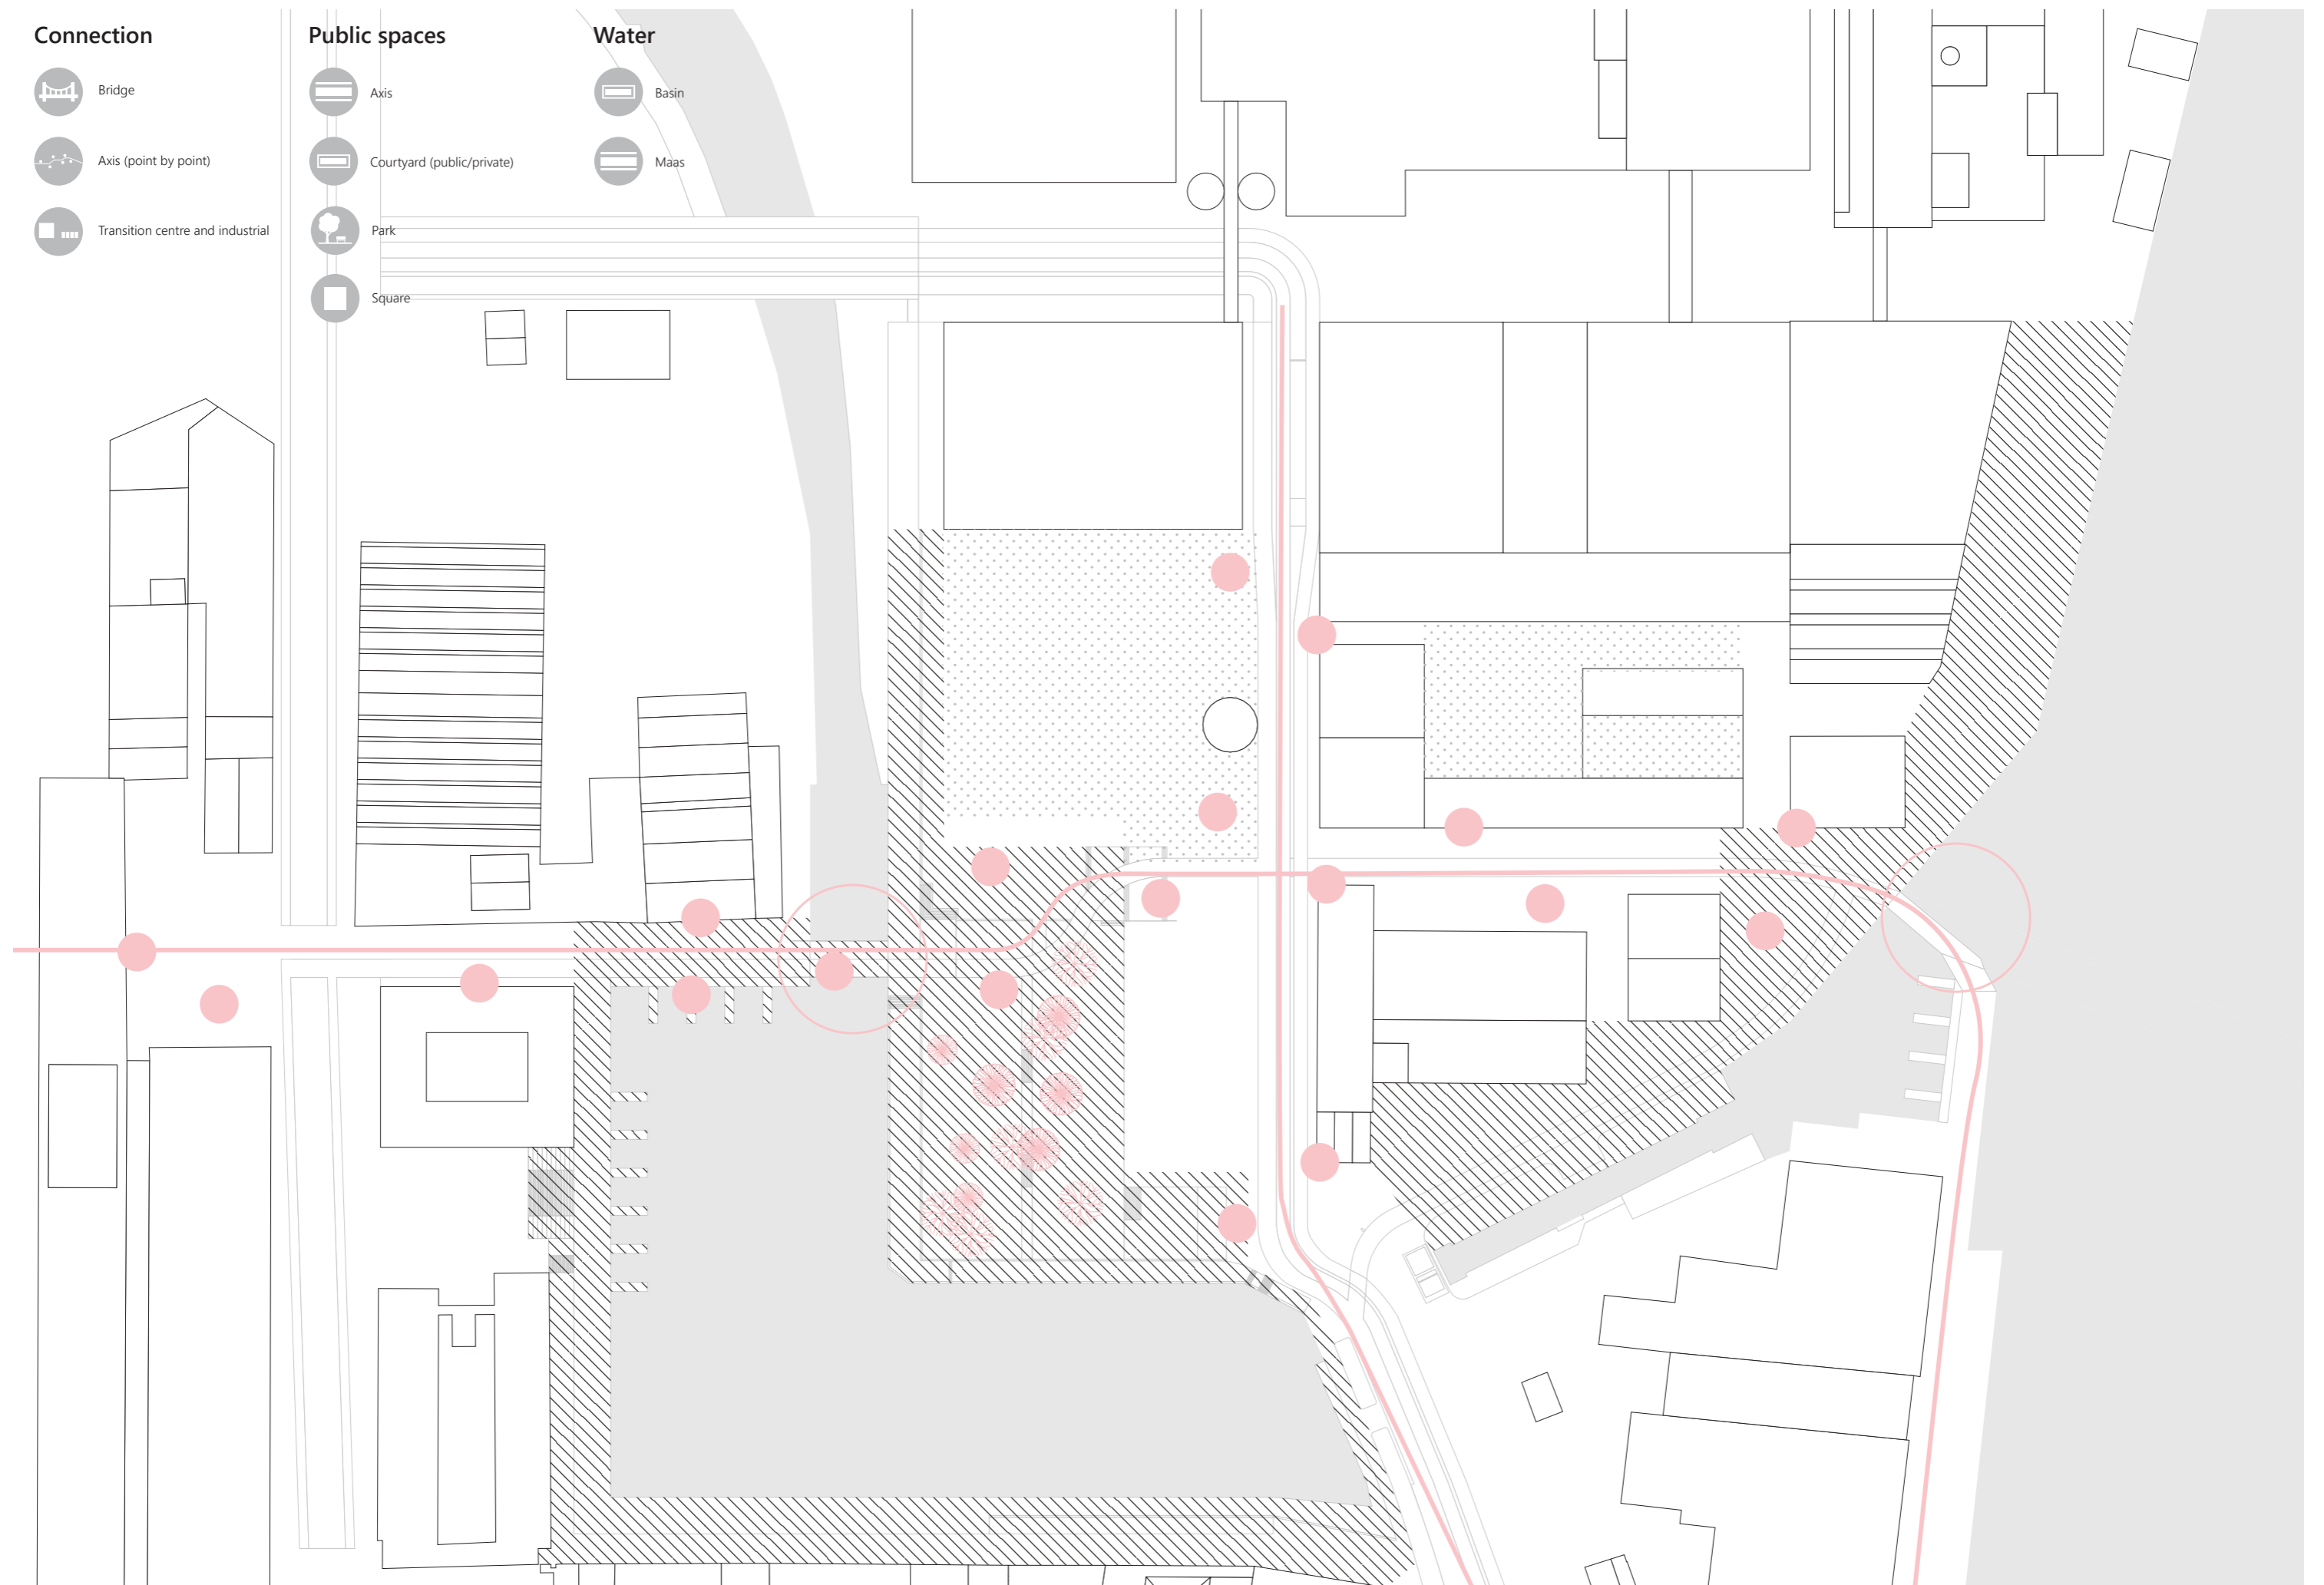 Connection
Bridge
Axis (point by point)
Transition centre and industrial
Public spaces
Axis
Courtyard (public/private)
Park
Square
Water
Basin
Maas